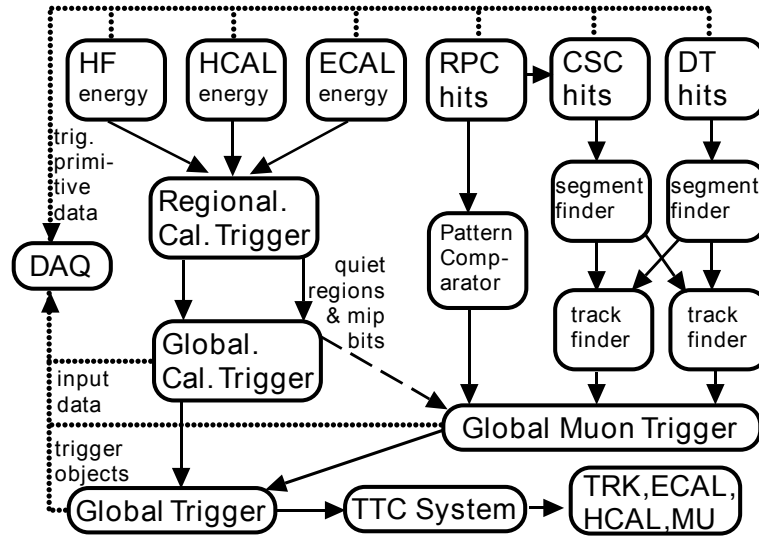 HF
energy
HCAL
energy
ECAL
energy
RPC
hits
CSC
hits
DT
hits
trig.
primi-
tive
data
Regional.
Cal. Trigger
segment
finder
segment
finder
Pattern
Comp-
arator
DAQ
quiet
regions
& mip
bits
track
finder
track
finder
Global.
Cal. Trigger
input
data
Global Muon Trigger
trigger
objects
Global Trigger
TTC System
TRK,ECAL,
HCAL,MU